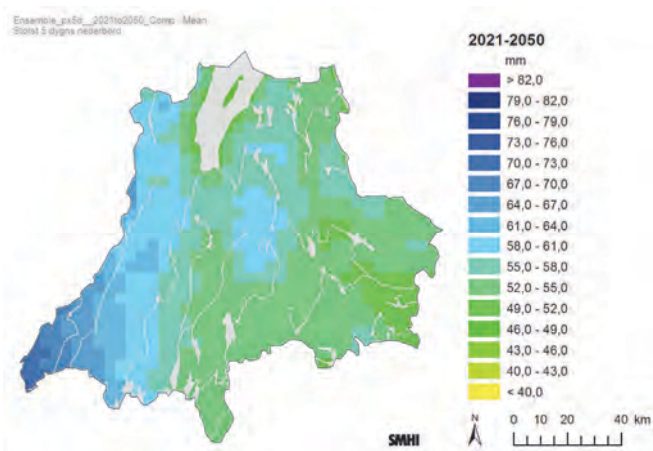 Ensamble_px5d__2021to2050_Comp Mean
Störst 5 dygns nederbörd
2021-2050
mm
> 82,0
79,0 - 82,0
76,0 - 79,0
73,0 - 76,0
70,0 - 73,0
67,0 - 70,0
64,0 - 67,0
61,0 - 64,0
58,0 - 61,0
55,0 - 58,0
52,0 - 55,0
49,0 - 52,0
46,0 - 49,0
43,0 - 46,0
40,0 - 43,0
< 40,0
N
0 10 20 40 km
SMHI